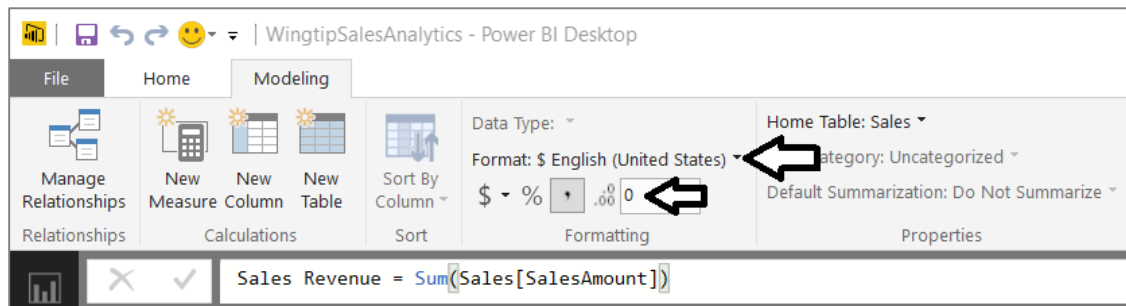 WingtipSalesAnalytics - Power BI Desktop
File Home Modeling
Manage Relationships
Relationships
New Measure
New Column
New Table
Calculations
Sort By Column
Sort
Data Type:
Format: $ English (United States)
$ % , .00 0
Formatting
Home Table: Sales
ategory: Uncategorized
Default Summarization: Do Not Summarize
Properties
Sales Revenue = Sum(Sales[SalesAmount])